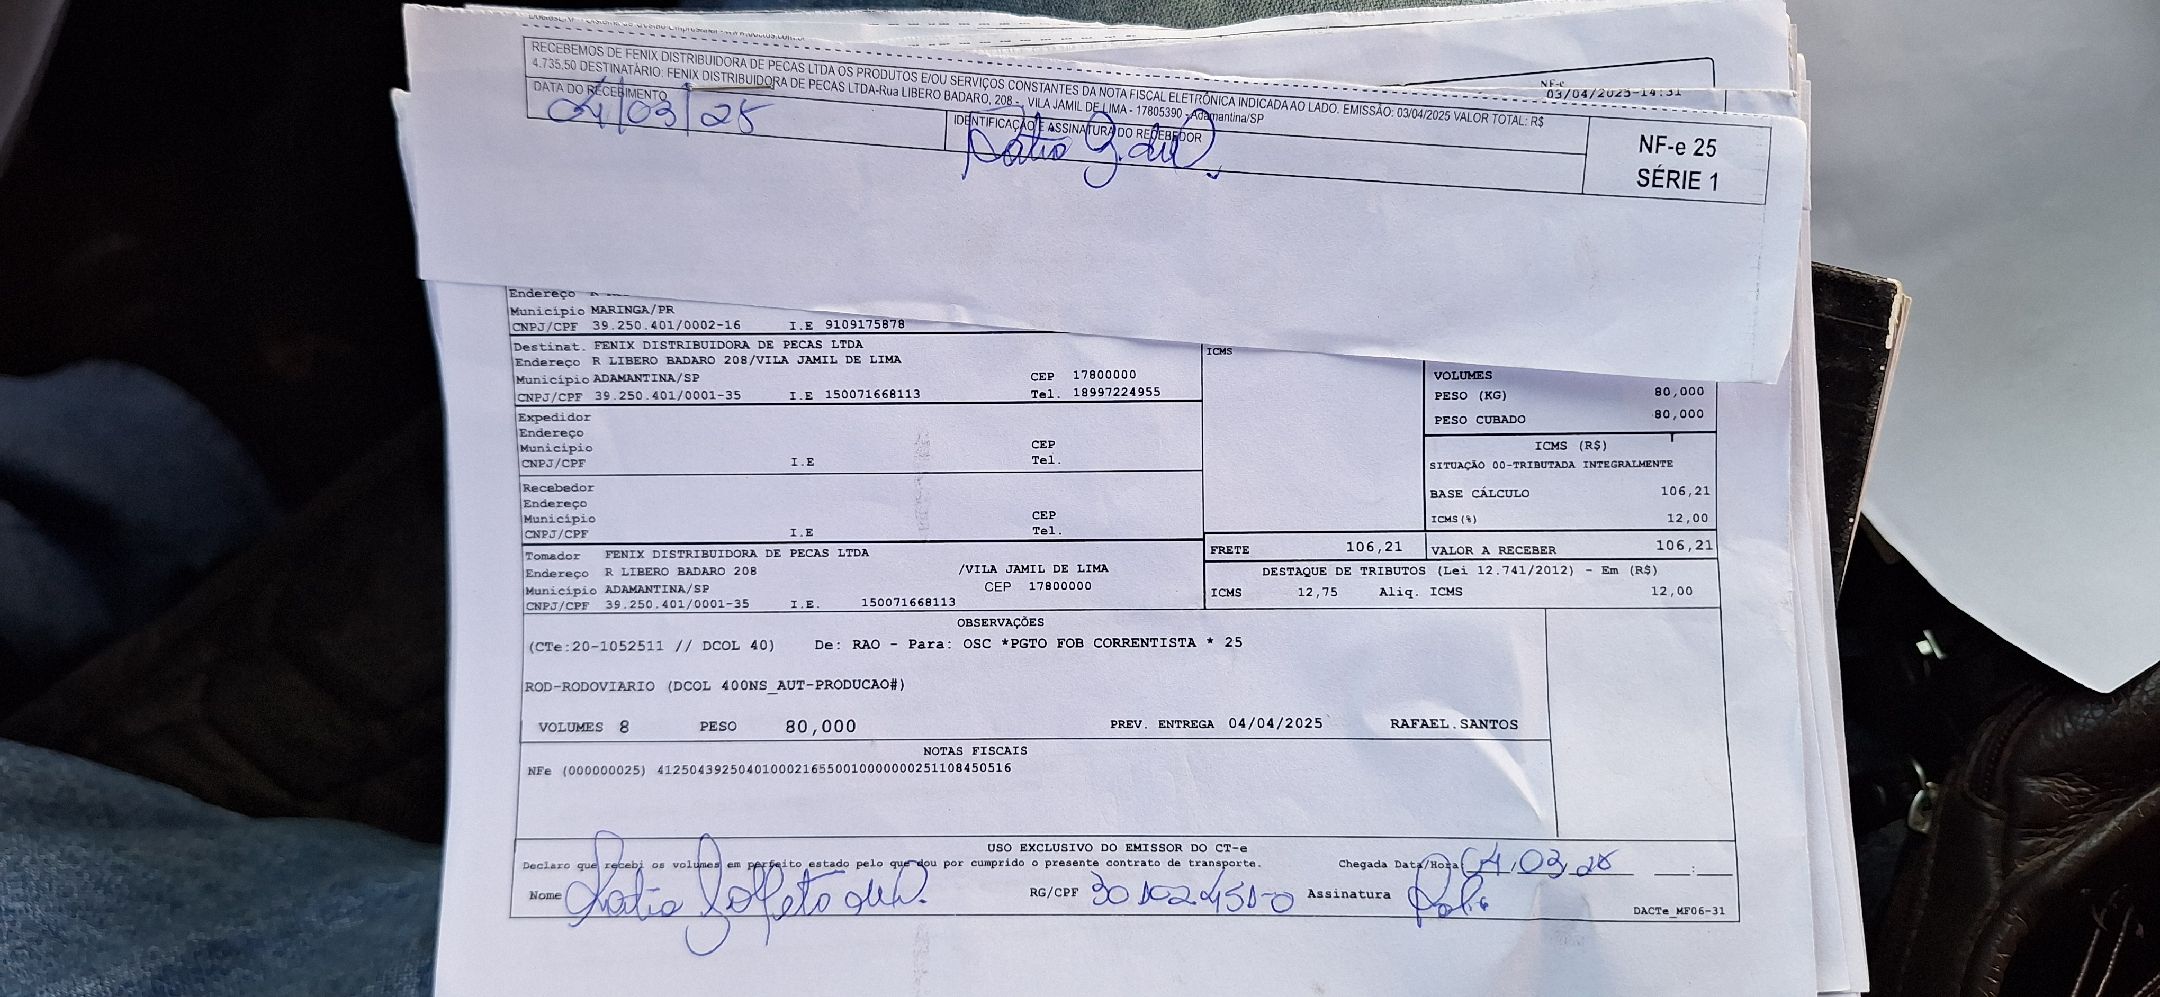 RECEBEMOS DE FENIX DISTRIBUIDORA DE PECAS LTDA OS PRODUTOS E/OU SERVIÇOS CONSTANTES DA NOTA FISCAL ELETRÔNICA INDICADA AO LADO. EMISSÃO: 03/04/2025 VALOR TOTAL: R$
4.735,50 DESTINATÁRIO: FENIX DISTRIBUIDORA DE PECAS LTDA-Rua LIBERO BADARO, 208 - , VILA JAMIL DE LIMA - 17805390 - Adamantina/SP
NF-e
03/04/2025-14:31
DATA DO RECEBIMENTO
04/03/25
IDENTIFICAÇÃO E ASSINATURA DO RECEBEDOR
NF-e 25
SÉRIE 1
Endereço
Município MARINGA/PR
CNPJ/CPF 39.250.401/0002-16 I.E 9109175878
Destinat. FENIX DISTRIBUIDORA DE PECAS LTDA
Endereço R LIBERO BADARO 208/VILA JAMIL DE LIMA
Município ADAMANTINA/SP CEP 17800000
CNPJ/CPF 39.250.401/0001-35 I.E 150071668113 Tel. 18997224955
Expedidor
Endereço
Município CEP
CNPJ/CPF I.E Tel.
Recebedor
Endereço
Município CEP
CNPJ/CPF I.E Tel.
Tomador FENIX DISTRIBUIDORA DE PECAS LTDA
Endereço R LIBERO BADARO 208 /VILA JAMIL DE LIMA
Município ADAMANTINA/SP CEP 17800000
CNPJ/CPF 39.250.401/0001-35 I.E. 150071668113
ICMS
VOLUMES
PESO (KG) 80,000
PESO CUBADO 80,000
ICMS (R$)
SITUAÇÃO 00-TRIBUTADA INTEGRALMENTE
BASE CÁLCULO 106,21
ICMS(%) 12,00
FRETE 106,21 VALOR A RECEBER 106,21
DESTAQUE DE TRIBUTOS (Lei 12.741/2012) - Em (R$)
ICMS 12,75 Aliq. ICMS 12,00
OBSERVAÇÕES
(CTe:20-1052511 // DCOL 40) De: RAO - Para: OSC *PGTO FOB CORRENTISTA * 25
ROD-RODOVIARIO (DCOL 400NS_AUT-PRODUCAO#)
VOLUMES 8 PESO 80,000 PREV. ENTREGA 04/04/2025 RAFAEL.SANTOS
NOTAS FISCAIS
NFe (000000025) 41250439250401000216550010000000251108450516
USO EXCLUSIVO DO EMISSOR DO CT-e
Declaro que recebi os volumes em perfeito estado pelo que dou por cumprido o presente contrato de transporte. Chegada Data/Hora 04.03.25 :
Nome RG/CPF Assinatura
DACTe_MF06-31